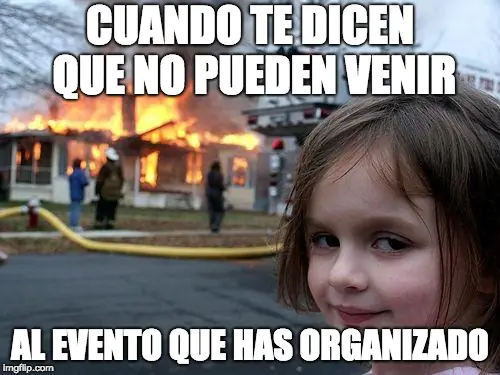 CUANDO TE DICEN
QUE NO PUEDEN VENIR
AL EVENTO QUE HAS ORGANIZADO
imgflip.com